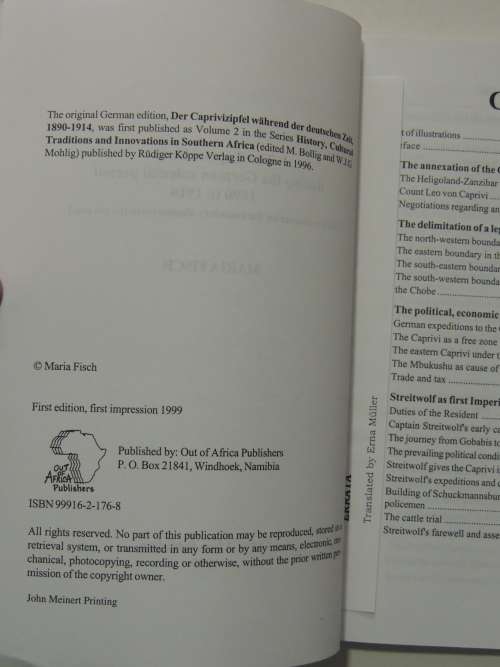 The original German edition, Der Caprivizipfel während der deutschen Zeit,
1890-1914, was first published as Volume 2 in the Series History, Cultural
Traditions and Innovations in Southern Africa (edited M. Bollig and W.J.G.
Mohlig) published by Rüdiger Köppe Verlag in Cologne in 1996.
MARIA FISCH
© Maria Fisch
First edition, first impression 1999
OUT OF AFRICA Publishers
Published by: Out of Africa Publishers
P. O. Box 21841, Windhoek, Namibia
ISBN 99916-2-176-8
All rights reserved. No part of this publication may be reproduced, stored
retrieval system, or transmitted in any form or by any means, electronic,
chanical, photocopying, recording or otherwise, without the prior written per-
mission of the copyright owner.
John Meinert Printing
ERRATA
Translated by Erna Müller
C
t of illustrations
rface
The annexation of the C
The Heligoland-Zanzibar
Count Leo von Caprivi
Negotiations regarding an
The delimitation of a leg
The north-western bounda
The eastern boundary in th
The south-eastern boundar
The south-western bounda
the Chobe
The political, economic
German expeditions to the C
The Caprivi as a free zone
The eastern Caprivi under t
The Mbukushu as cause of
Trade and tax
Streitwolf as first Imperi
Duties of the Resident
Captain Streitwolf's early ca
The journey from Gobabis to
The prevailing political condi
Streitwolf gives the Caprivi i
Streitwolf's expeditions and c
Building of Schuckmannsbur
policemen
The cattle trial
Streitwolf's farewell and asse